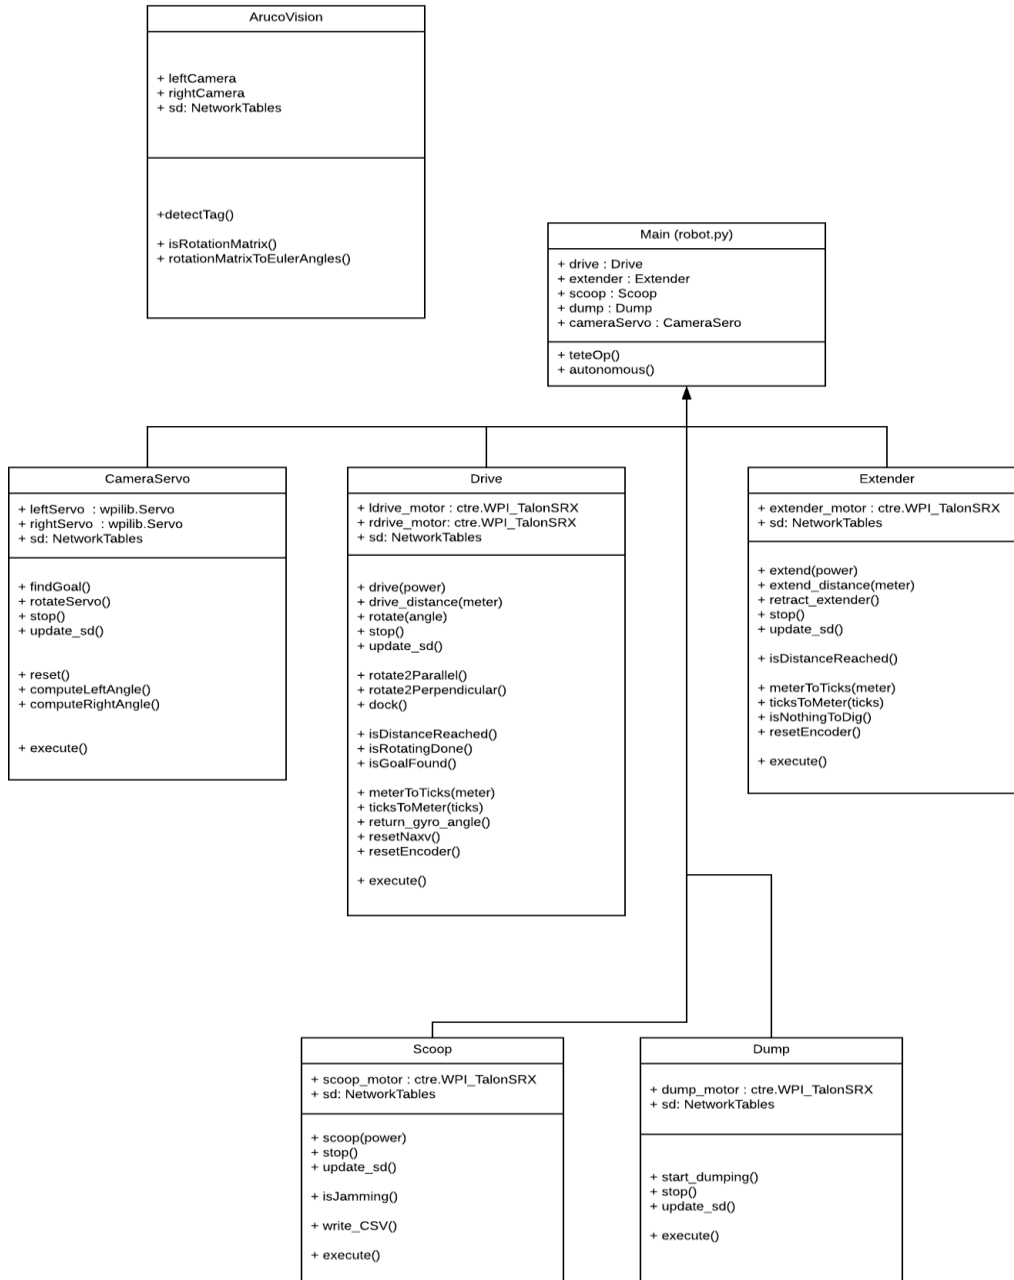 ArucoVision
+ leftCamera
+ rightCamera
+ sd: NetworkTables
+detectTag()
+ isRotationMatrix()
+ rotationMatrixToEulerAngles()
Main (robot.py)
+ drive : Drive
+ extender : Extender
+ scoop : Scoop
+ dump : Dump
+ cameraServo : CameraSero
+ teteOp()
+ autonomous()
CameraServo
+ leftServo : wpilib.Servo
+ rightServo : wpilib.Servo
+ sd: NetworkTables
+ findGoal()
+ rotateServo()
+ stop()
+ update_sd()
+ reset()
+ computeLeftAngle()
+ computeRightAngle()
+ execute()
Drive
+ ldrive_motor : ctre.WPI_TalonSRX
+ rdrive_motor: ctre.WPI_TalonSRX
+ sd: NetworkTables
+ drive(power)
+ drive_distance(meter)
+ rotate(angle)
+ stop()
+ update_sd()
+ rotate2Parallel()
+ rotate2Perpendicular()
+ dock()
+ isDistanceReached()
+ isRotatingDone()
+ isGoalFound()
+ meterToTicks(meter)
+ ticksToMeter(ticks)
+ return_gyro_angle()
+ resetNaxv()
+ resetEncoder()
+ execute()
Extender
+ extender_motor : ctre.WPI_TalonSRX
+ sd: NetworkTables
+ extend(power)
+ extend_distance(meter)
+ retract_extender()
+ stop()
+ update_sd()
+ isDistanceReached()
+ meterToTicks(meter)
+ ticksToMeter(ticks)
+ isNothingToDig()
+ resetEncoder()
+ execute()
Scoop
+ scoop_motor : ctre.WPI_TalonSRX
+ sd: NetworkTables
+ scoop(power)
+ stop()
+ update_sd()
+ isJamming()
+ write_CSV()
+ execute()
Dump
+ dump_motor : ctre.WPI_TalonSRX
+ sd: NetworkTables
+ start_dumping()
+ stop()
+ update_sd()
+ execute()